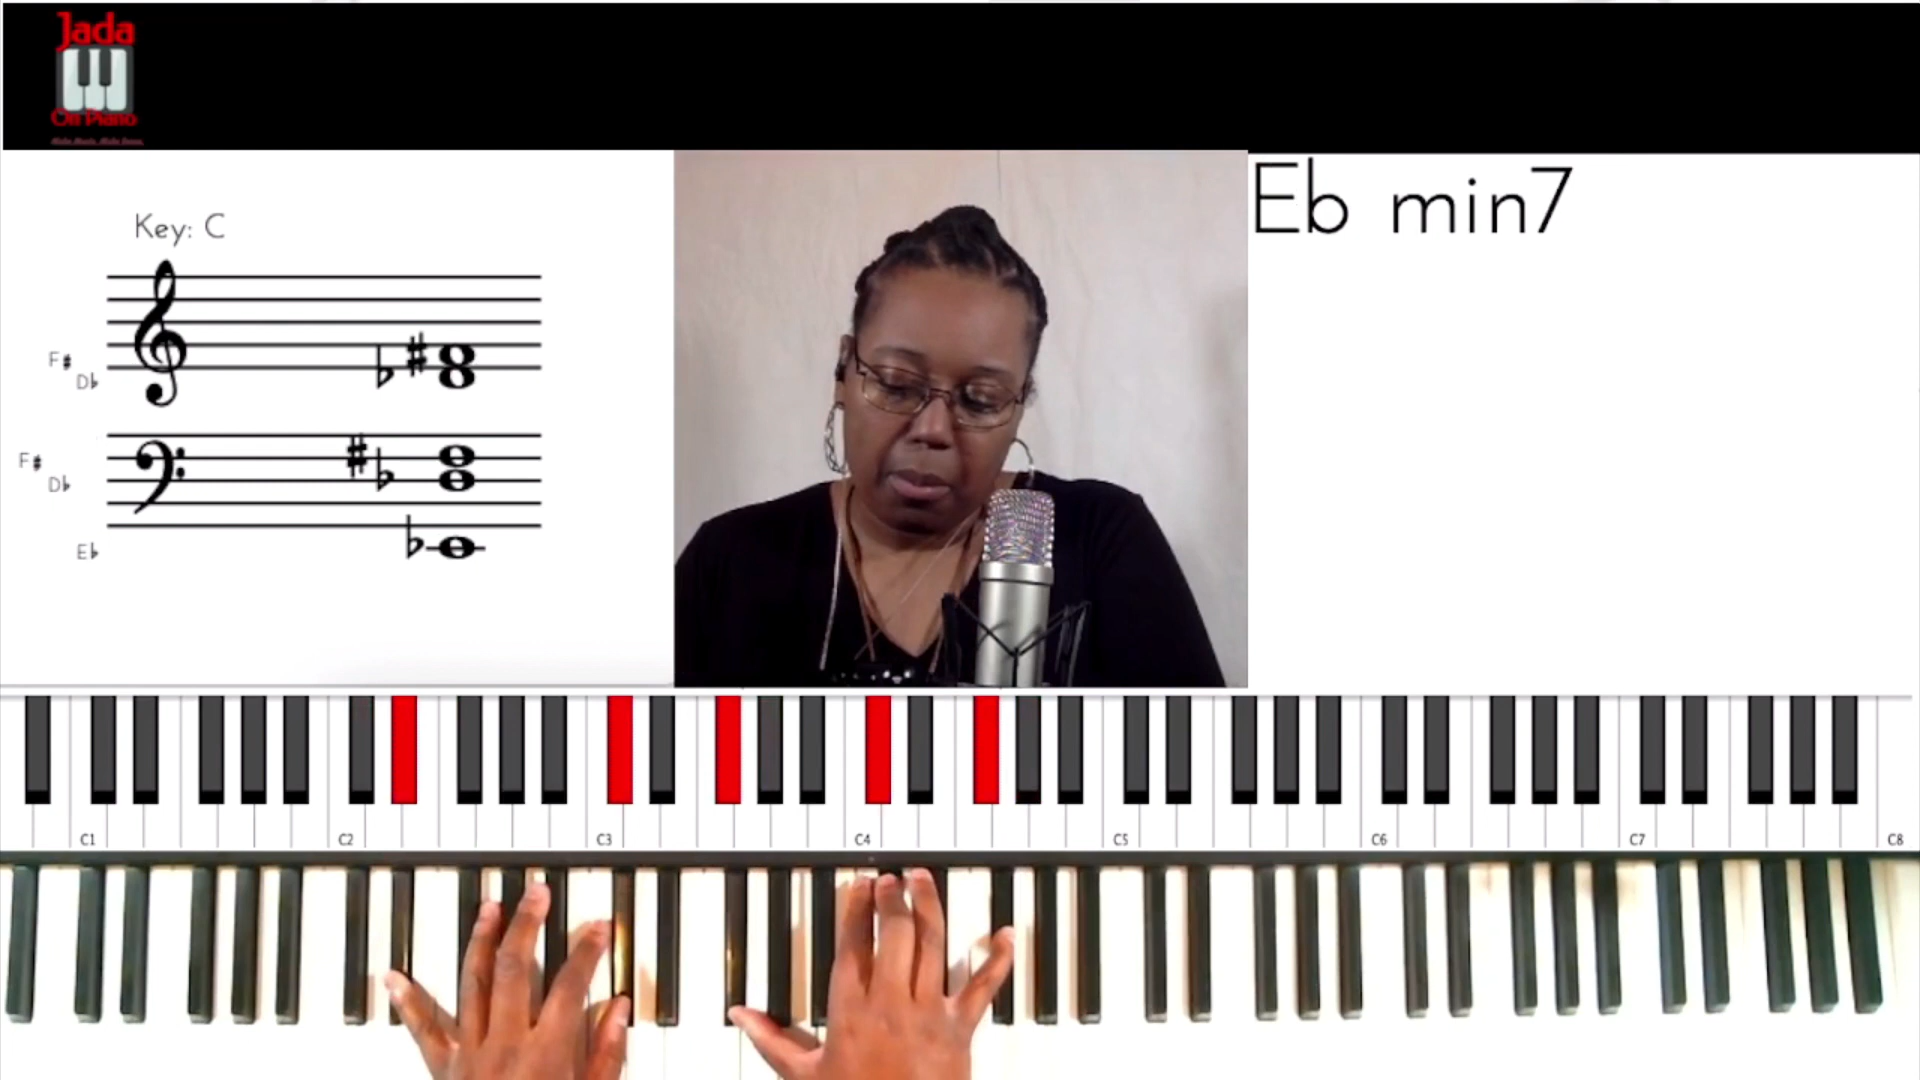 Jada
On Piano
Eb min7
Key: C
F♯
D♭
F♯
D♭
E♭
C1 C2 C3 C4 C5 C6 C7 C8